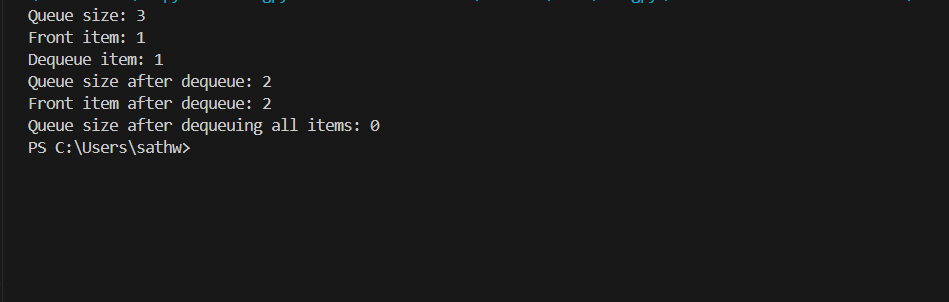 Queue size: 3
Front item: 1
Dequeue item: 1
Queue size after dequeue: 2
Front item after dequeue: 2
Queue size after dequeuing all items: 0
PS C:\Users\sathw>